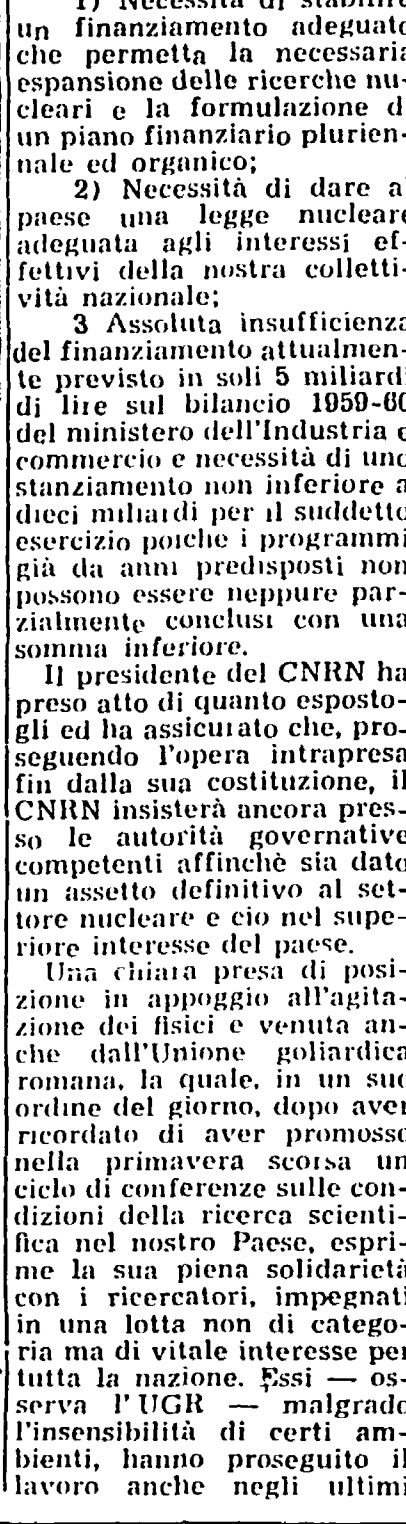 1) Necessità di stabilire
un finanziamento adeguato
che permetta la necessaria
espansione delle ricerche nu-
cleari e la formulazione di
un piano finanziario plurien-
nale ed organico;
2) Necessità di dare al
paese una legge nucleare
adeguata agli interessi ef-
fettivi della nostra colletti-
vità nazionale;
3 Assoluta insufficienza
del finanziamento attualmen-
te previsto in soli 5 miliardi
di lire sul bilancio 1959-60
del ministero dell'Industria e
commercio e necessità di uno
stanziamento non inferiore a
dieci miliardi per il suddetto
esercizio poiche i programmi
già da anni predisposti non
possono essere neppure par-
zialmente conclusi con una
somma inferiore.
Il presidente del CNRN ha
preso atto di quanto esposto-
gli ed ha assicurato che, pro-
seguendo l'opera intrapresa
fin dalla sua costituzione, il
CNRN insisterà ancora pres-
so le autorità governative
competenti affinchè sia dato
un assetto definitivo al set-
tore nucleare e cio nel supe-
riore interesse del paese.
Una chiara presa di posi-
zione in appoggio all'agita-
zione dei fisici e venuta an-
che dall'Unione goliardica
romana, la quale, in un suo
ordine del giorno, dopo aver
ricordato di aver promosso
nella primavera scorsa un
ciclo di conferenze sulle con-
dizioni della ricerca scienti-
fica nel nostro Paese, espri-
me la sua piena solidarietà
con i ricercatori, impegnati
in una lotta non di catego-
ria ma di vitale interesse per
tutta la nazione. Essi — os-
serva l'UGR — malgrado
l'insensibilità di certi am-
bienti, hanno proseguito il
lavoro anche negli ultimi